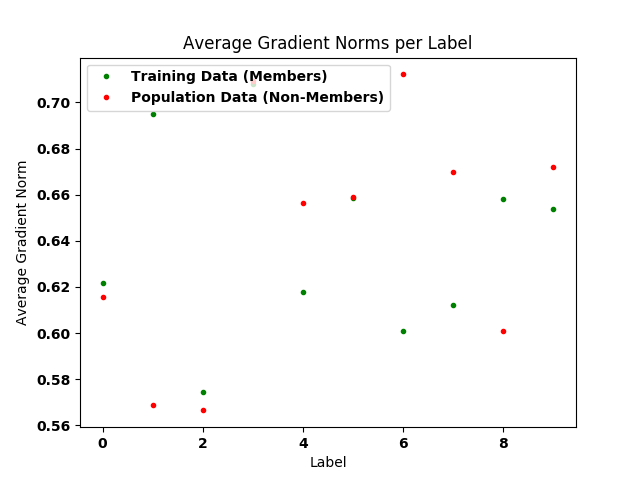 Average Gradient Norms per Label
Training Data (Members)
Population Data (Non-Members)
0.70
0.68
0.66
0.64
0.62
0.60
0.58
0.56
Average Gradient Norm
0 2 4 6 8
Label